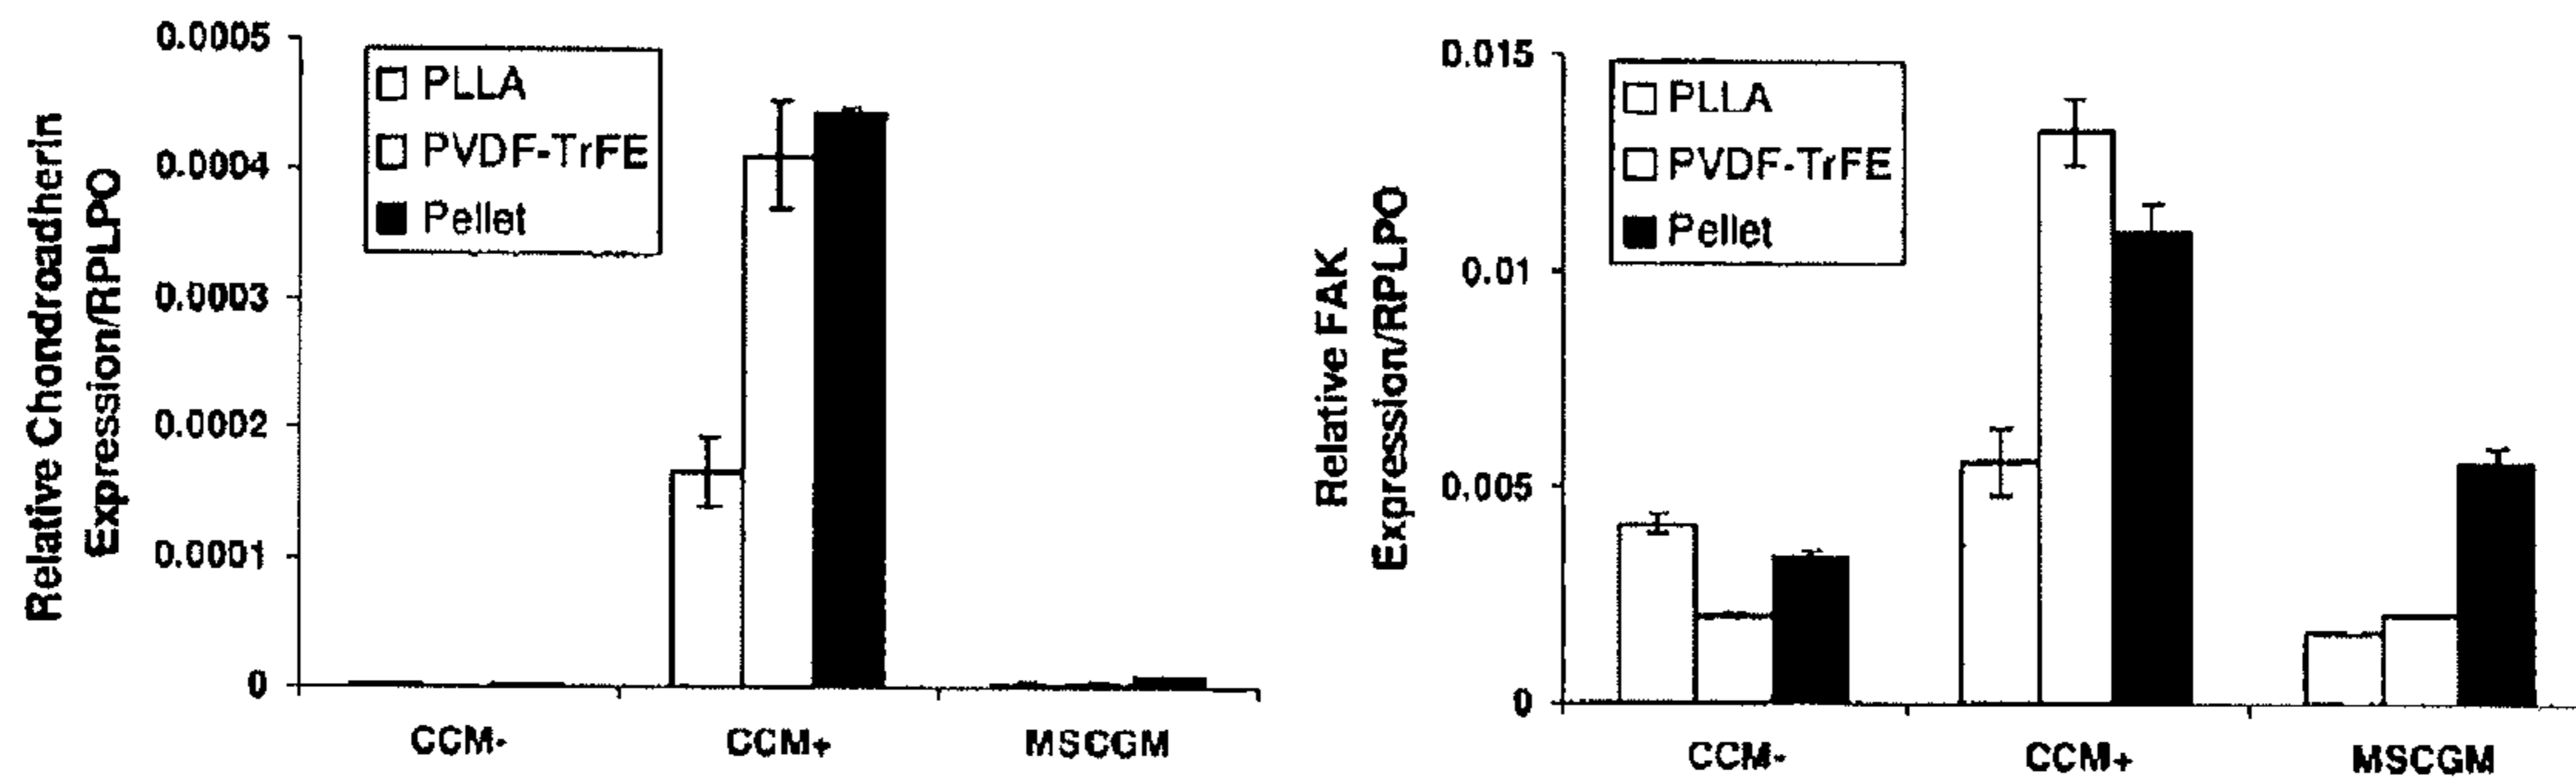 Relative Chondroadherin
Expression/RPLPO
0.0005
0.0004
0.0003
0.0002
0.0001
0
PLLA
PVDF-TrFE
Pellet
CCM-
CCM+
MSCGM
Relative FAK
Expression/RPLPO
0.015
0.01
0.005
0
PLLA
PVDF-TrFE
Pellet
CCM-
CCM+
MSCGM